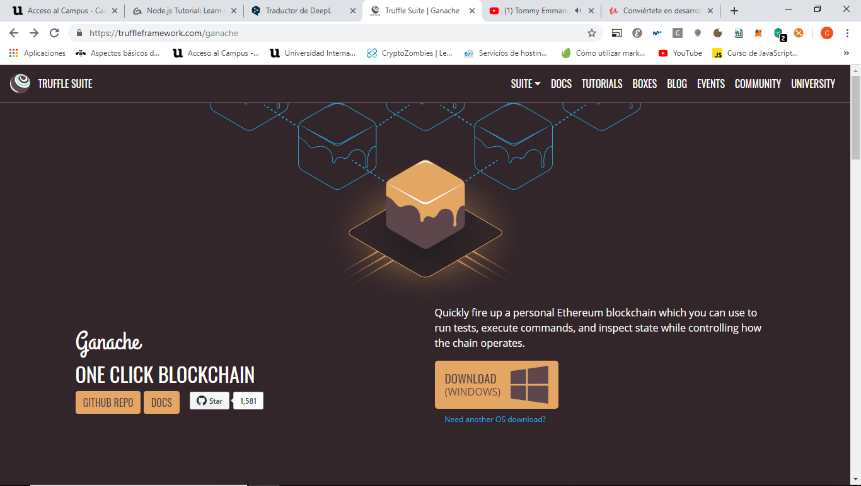 Acceso al Campus - Can
Node.js Tutorial: Learn
Traductor de DeepL
Truffle Suite | Ganache
(1) Tommy Emmanu
Conviértete en desarrol
https://truffleframework.com/ganache
Aplicaciones
Aspectos básicos d...
Acceso al Campus -...
Universidad Interna...
CryptoZombies | Le...
Servicios de hostin...
Cómo utilizar mark...
YouTube
Curso de JavaScript...
TRUFFLE SUITE
SUITE DOCS TUTORIALS BOXES BLOG EVENTS COMMUNITY UNIVERSITY
Ganache
ONE CLICK BLOCKCHAIN
GITHUB REPO DOCS Star 1,581
Quickly fire up a personal Ethereum blockchain which you can use to
run tests, execute commands, and inspect state while controlling how
the chain operates.
DOWNLOAD
(WINDOWS)
Need another OS download?